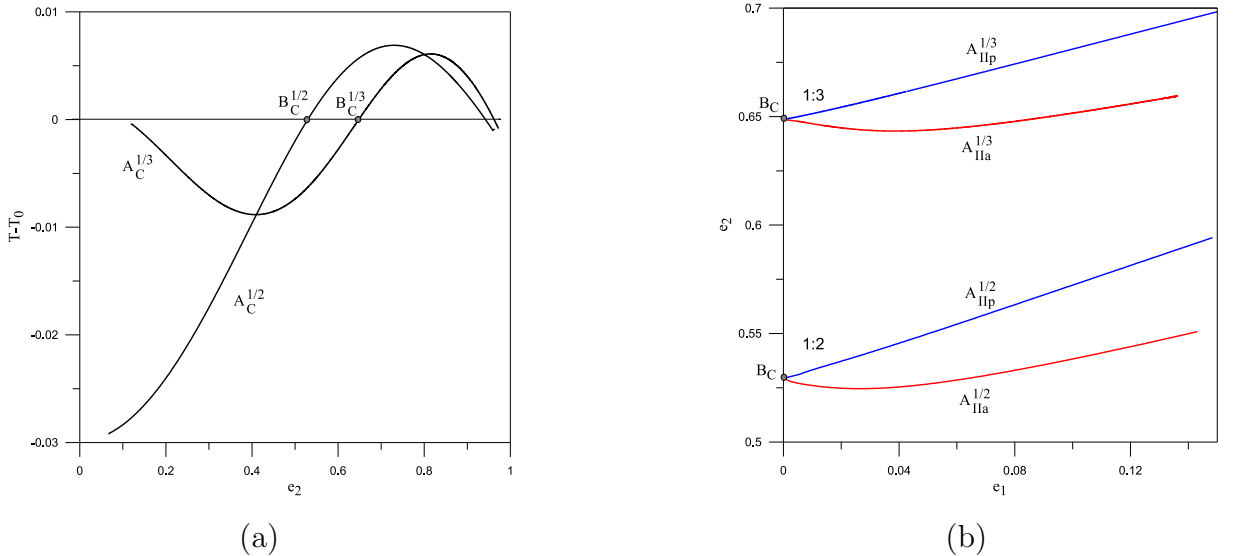 0.01
0
-0.01
-0.02
-0.03
T-T₀
B_C^{1/2}
B_C^{1/3}
A_C^{1/3}
A_C^{1/2}
0
0.2
0.4
0.6
0.8
1
e₂
(a)
0.7
0.65
0.6
0.55
0.5
e₂
A_{IIp}^{1/3}
1:3
B_C
A_{IIa}^{1/3}
A_{IIp}^{1/2}
1:2
B_C
A_{IIa}^{1/2}
0
0.04
0.08
0.12
e₁
(b)